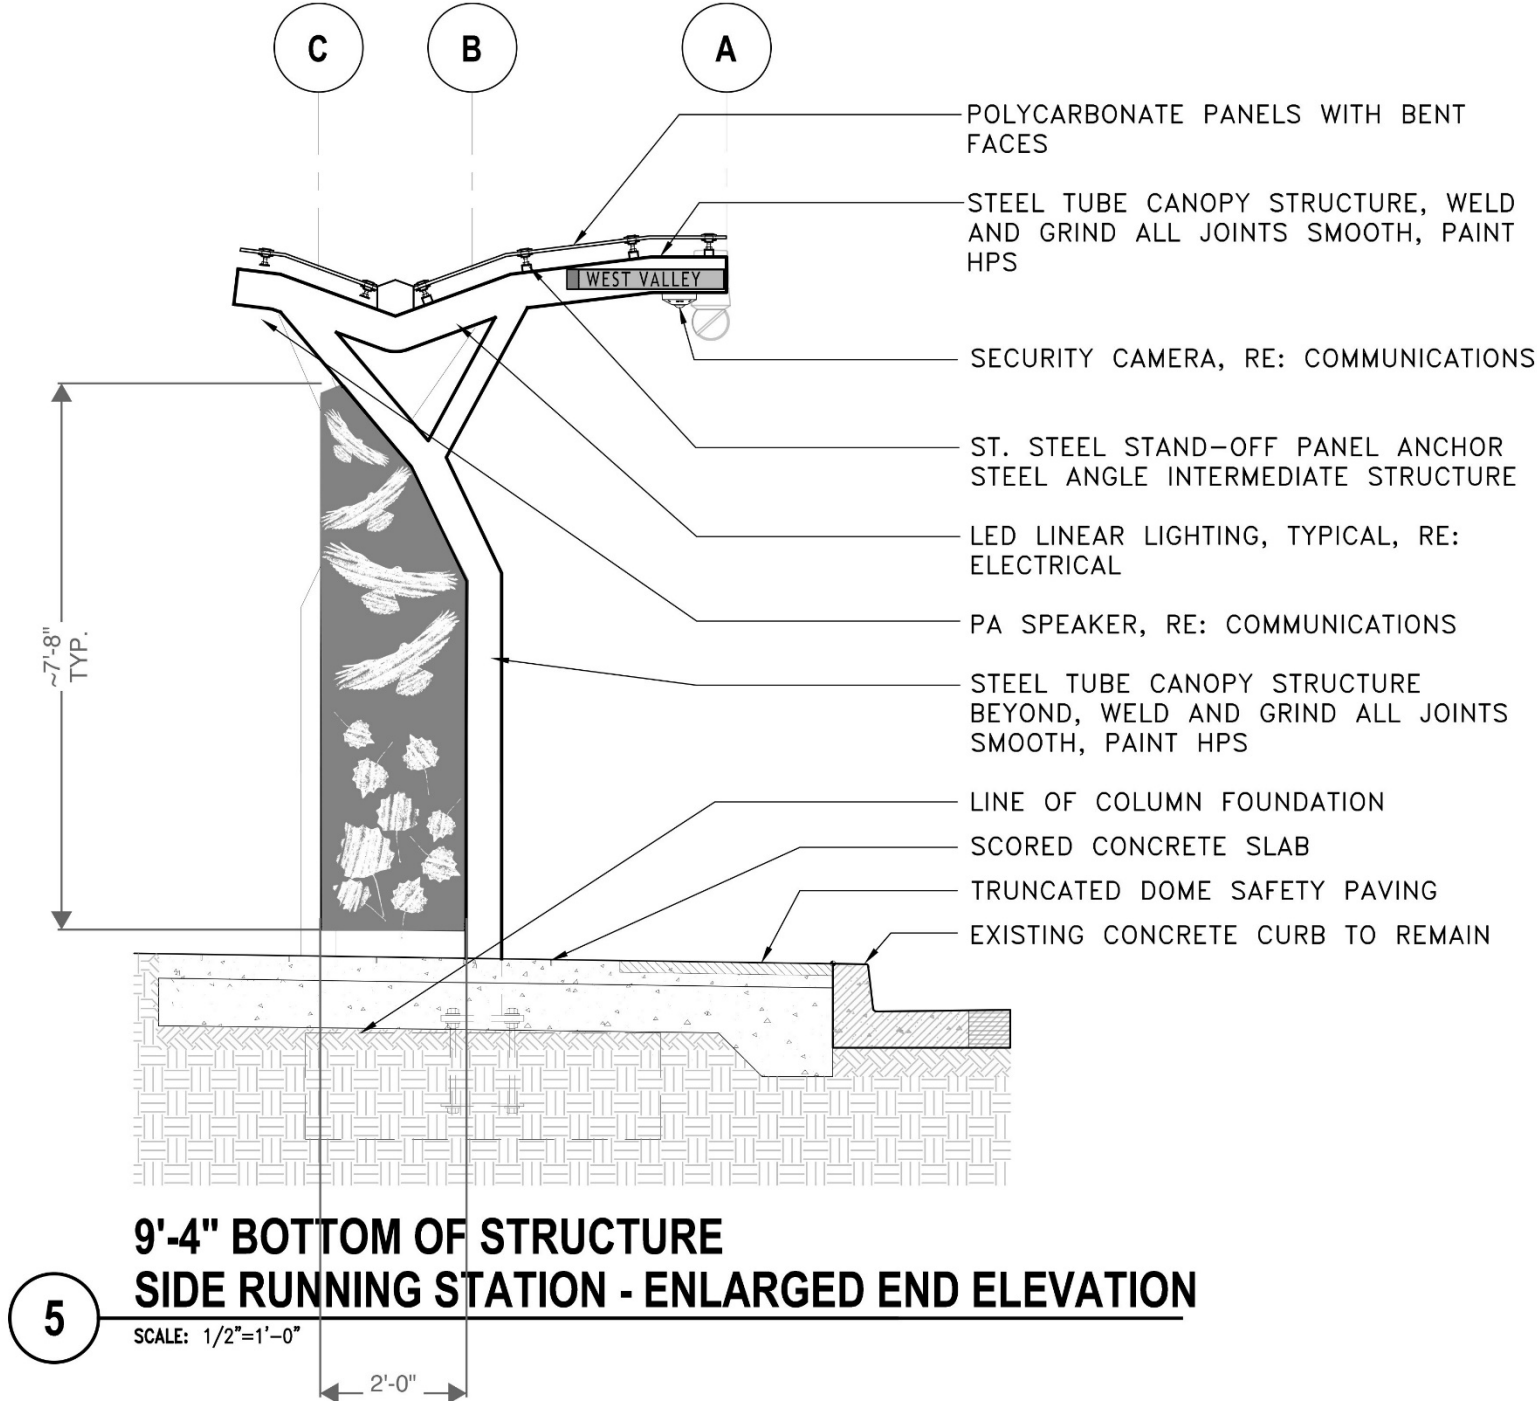 C
B
A
POLYCARBONATE PANELS WITH BENT
FACES
STEEL TUBE CANOPY STRUCTURE, WELD
AND GRIND ALL JOINTS SMOOTH, PAINT
HPS
WEST VALLEY
SECURITY CAMERA, RE: COMMUNICATIONS
ST. STEEL STAND-OFF PANEL ANCHOR
STEEL ANGLE INTERMEDIATE STRUCTURE
LED LINEAR LIGHTING, TYPICAL, RE:
ELECTRICAL
PA SPEAKER, RE: COMMUNICATIONS
~7'-8"
TYP.
STEEL TUBE CANOPY STRUCTURE
BEYOND, WELD AND GRIND ALL JOINTS
SMOOTH, PAINT HPS
LINE OF COLUMN FOUNDATION
SCORED CONCRETE SLAB
TRUNCATED DOME SAFETY PAVING
EXISTING CONCRETE CURB TO REMAIN
9'-4" BOTTOM OF STRUCTURE
SIDE RUNNING STATION - ENLARGED END ELEVATION
5
SCALE: 1/2"=1'-0"
2'-0"